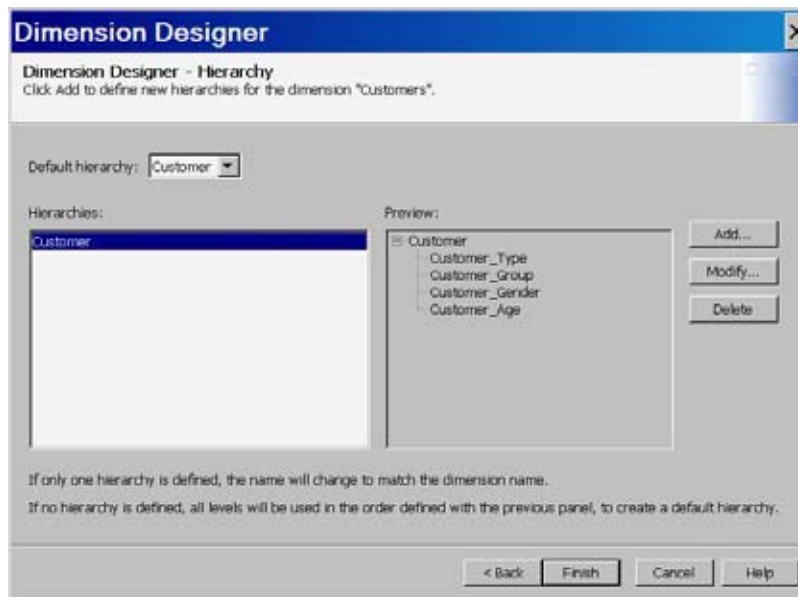 Dimension Designer
Dimension Designer - Hierarchy
Click Add to define new hierarchies for the dimension "Customers".
Default hierarchy: Customer
Hierarchies:
Customer
Preview:
Customer
Customer_Type
Customer_Group
Customer_Gender
Customer_Age
Add...
Modify...
Delete
If only one hierarchy is defined, the name will change to match the dimension name.
If no hierarchy is defined, all levels will be used in the order defined with the previous panel, to create a default hierarchy.
< Back Finish Cancel Help